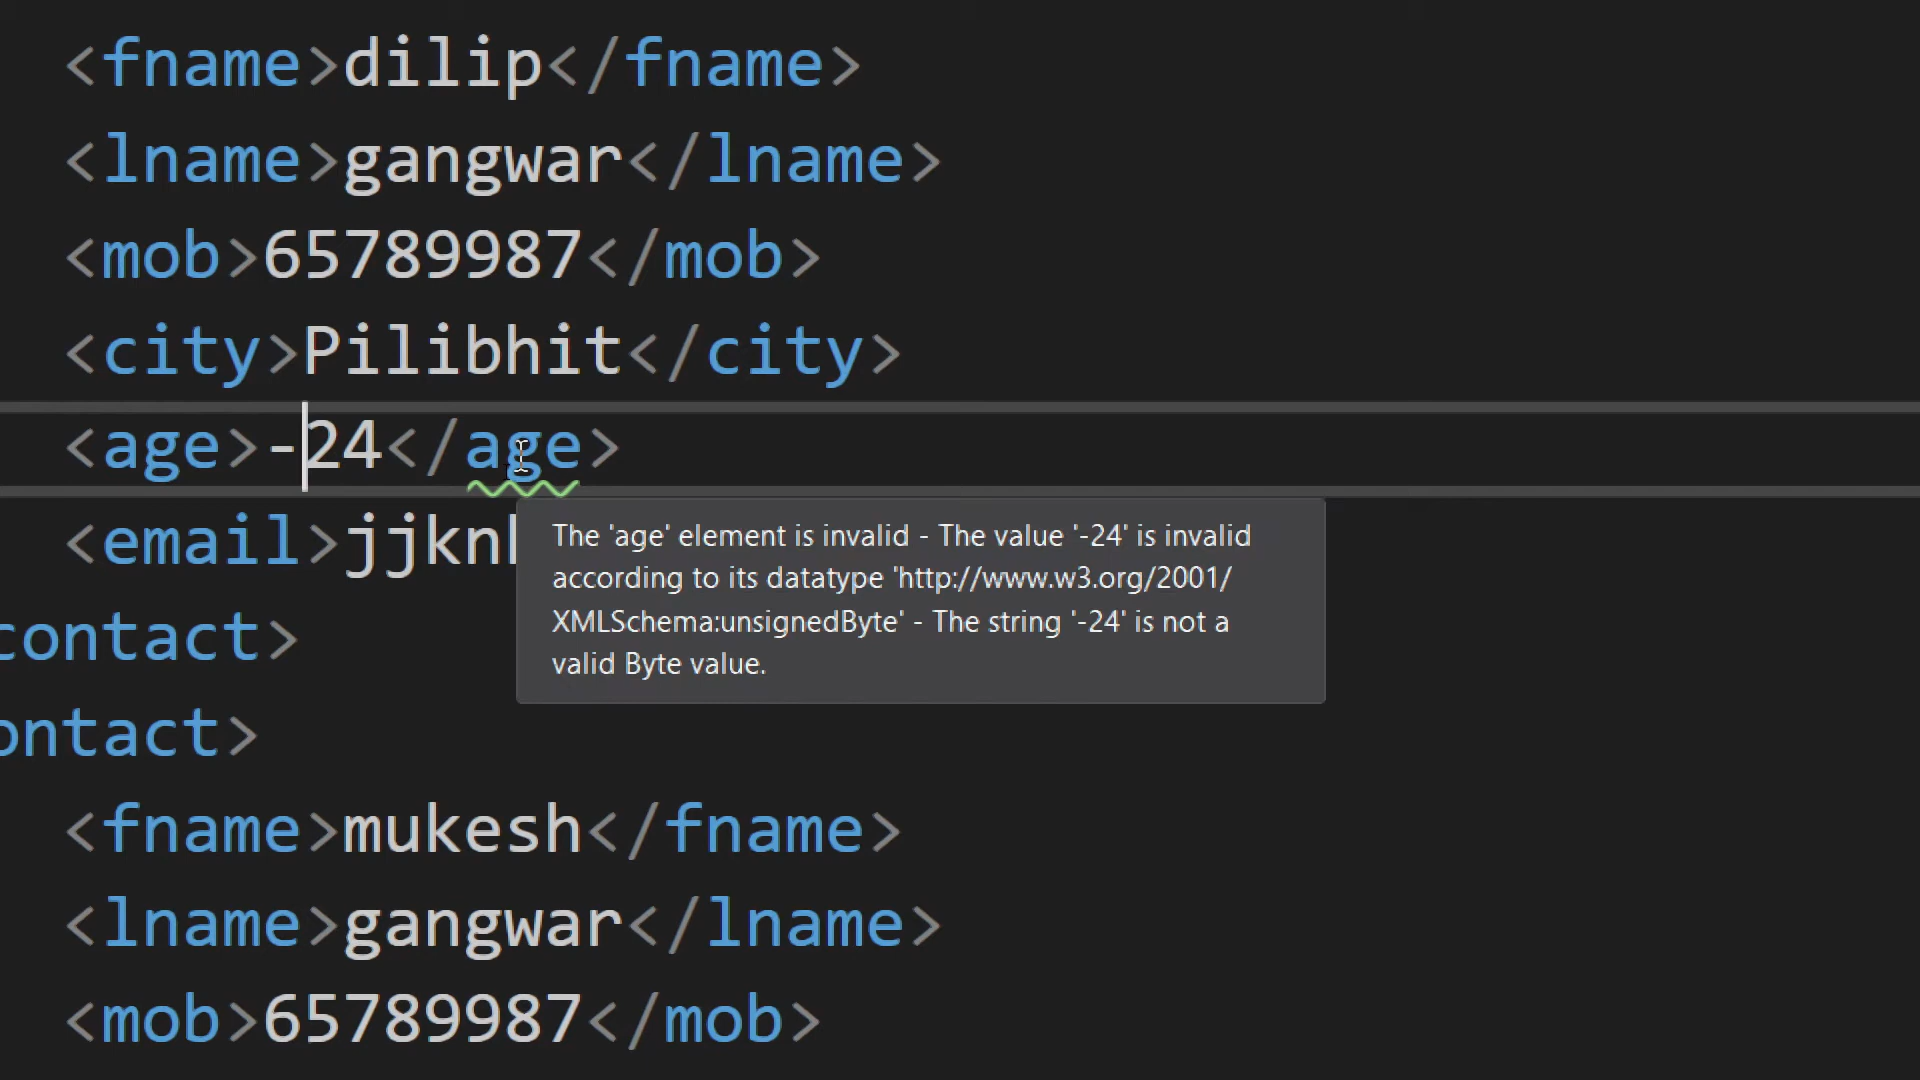 <fname>dilip</fname>
<lname>gangwar</lname>
<mob>65789987</mob>
<city>Pilibhit</city>
<age>-24</age>
<email>jjkn
The 'age' element is invalid - The value '-24' is invalid
according to its datatype 'http://www.w3.org/2001/
XMLSchema:unsignedByte' - The string '-24' is not a
valid Byte value.
contact>
ontact>
<fname>mukesh</fname>
<lname>gangwar</lname>
<mob>65789987</mob>